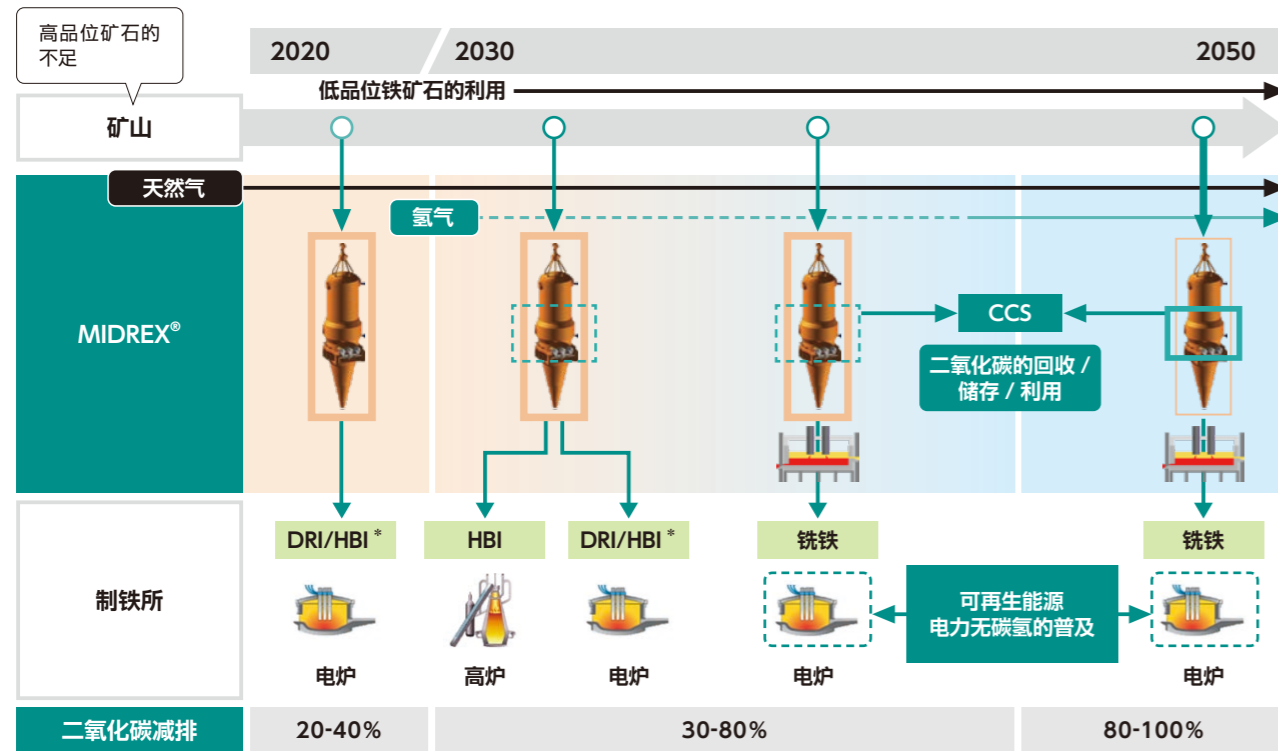 高品位矿石的
不足
2020
2030
2050
低品位铁矿石的利用
矿山
天然气
氢气
MIDREX®
CCS
二氧化碳的回收 /
储存 / 利用
DRI/HBI *
HBI
DRI/HBI *
铣铁
铣铁
制铁所
可再生能源
电力无碳氢的普及
电炉
高炉
电炉
电炉
电炉
二氧化碳减排
20-40%
30-80%
80-100%